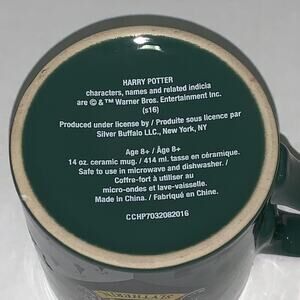 HARRY POTTER
characters, names and related indicia
are © & ™ Warner Bros. Entertainment Inc.
(s16)
Produced under license by / Produite sous licence par
Silver Buffalo LLC., New York, NY
Age 8+ / Âge 8+
14 oz. ceramic mug. / 414 ml. tasse en céramique.
Safe to use in microwave and dishwasher. /
Coffre-fort à utiliser au
micro-ondes et lave-vaisselle.
Made in China. / Fabriqué en Chine.
CCHP7032082016